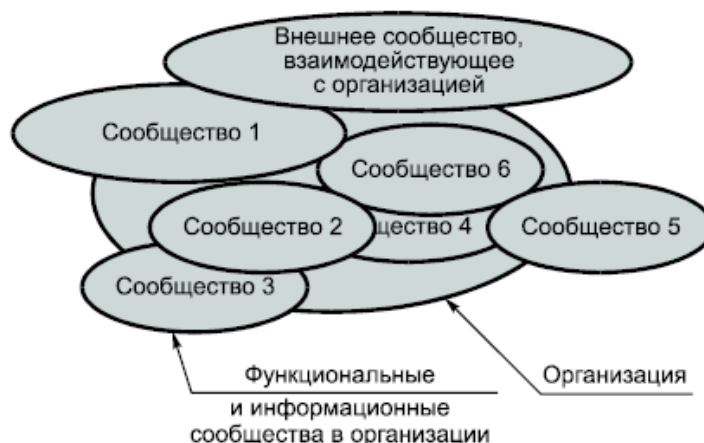 Внешнее сообщество,
взаимодействующее
с организацией
Сообщество 1
Сообщество 6
Сообщество 2
щество 4
Сообщество 5
Сообщество 3
Функциональные
и информационные
сообщества в организации
Организация